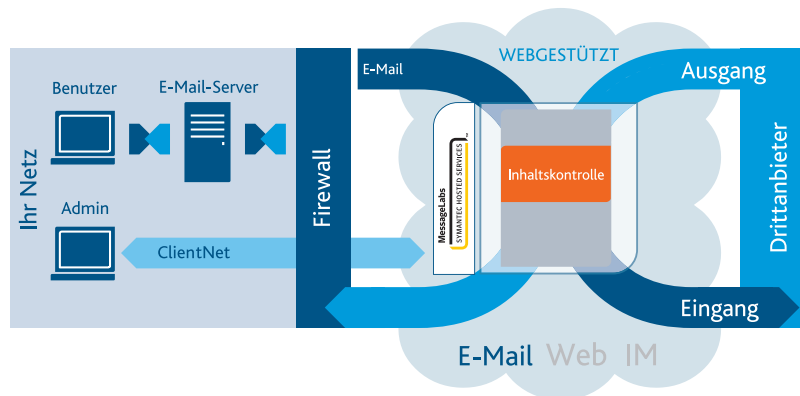 Ihr Netz
Benutzer
E-Mail-Server
Admin
ClientNet
Firewall
E-Mail
WEBGESTÜTZT
MessageLabs
SYMANTEC HOSTED SERVICES
Inhaltskontrolle
Ausgang
Drittanbieter
Eingang
E-Mail Web IM